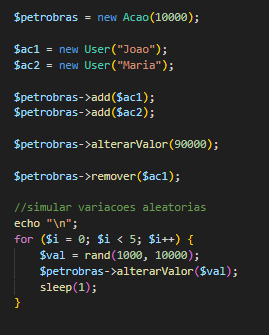 $petrobras = new Acao(10000);
$ac1 = new User("Joao");
$ac2 = new User("Maria");
$petrobras->add($ac1);
$petrobras->add($ac2);
$petrobras->alterarValor(90000);
$petrobras->remover($ac1);
//simular variacoes aleatorias
echo "\n";
for ($i = 0; $i < 5; $i++) {
    $val = rand(1000, 10000);
    $petrobras->alterarValor($val);
    sleep(1);
}